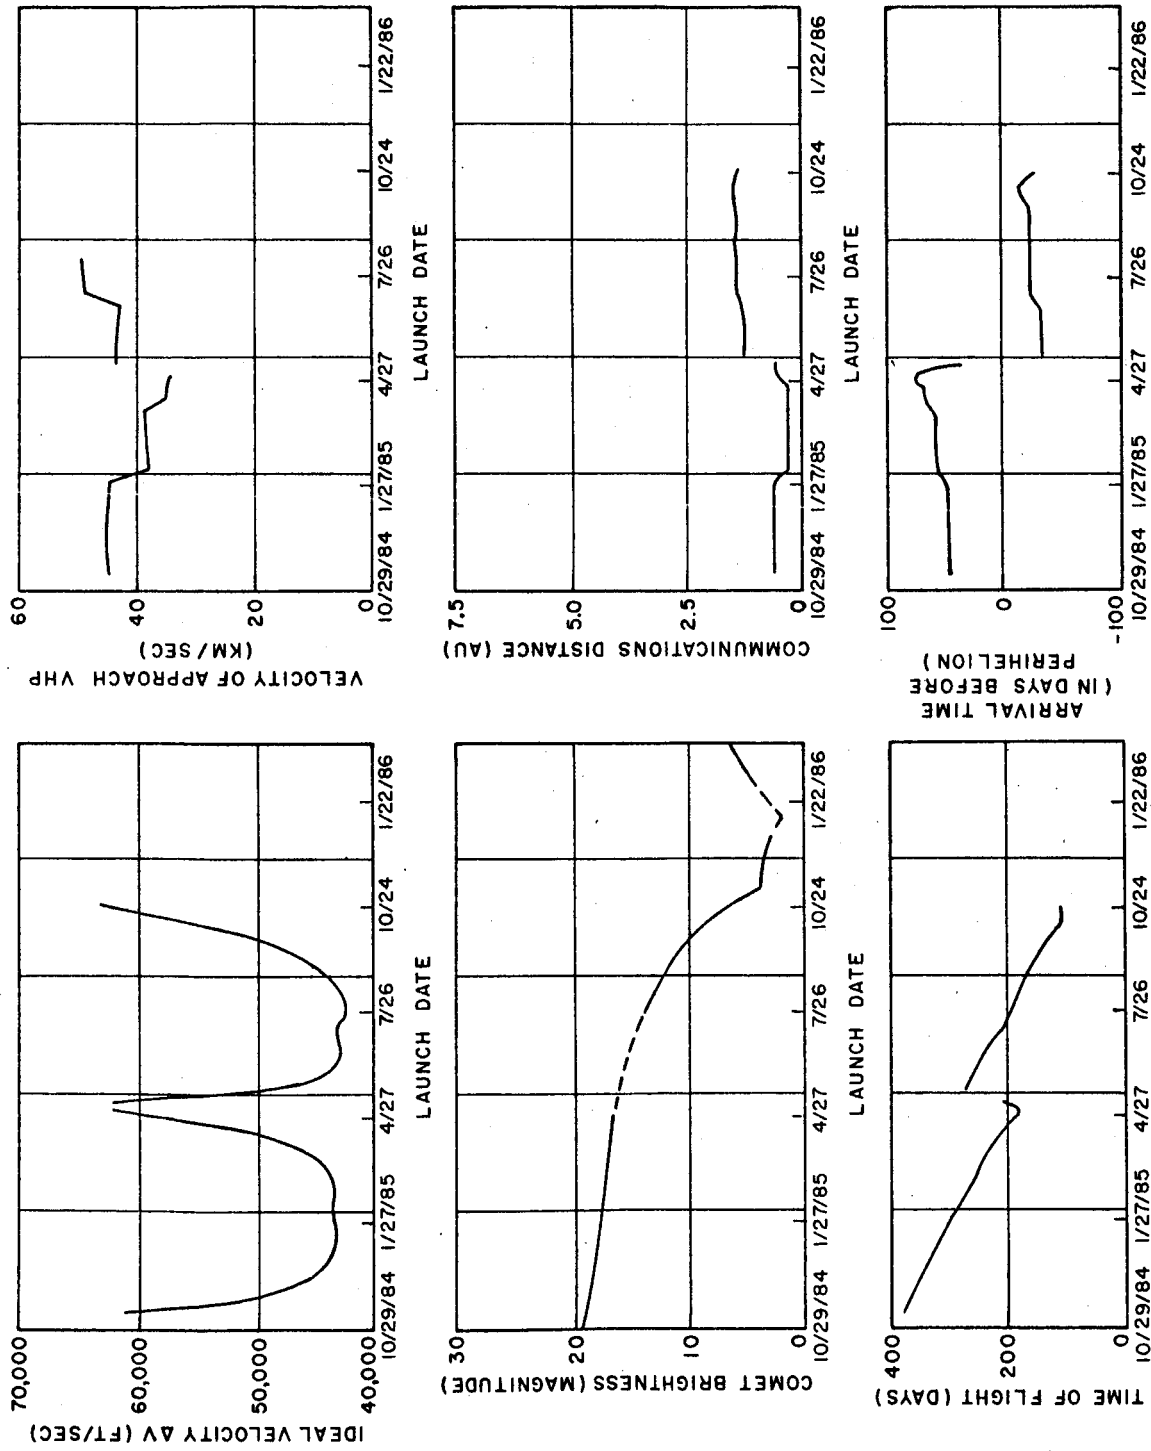 70,000
60,000
50,000
40,000
IDEAL VELOCITY ΔV (FT/SEC)
10/29/84 1/27/85 4/27 7/26 10/24 1/22/86
LAUNCH DATE
60
40
20
0
VELOCITY OF APPROACH VHP
(KM/SEC)
10/29/84 1/27/85 4/27 7/26 10/24 1/22/86
LAUNCH DATE
30
20
10
0
COMET BRIGHTNESS (MAGNITUDE)
10/29/84 1/27/85 4/27 7/26 10/24 1/22/86
LAUNCH DATE
7.5
5.0
2.5
0
COMMUNICATIONS DISTANCE (AU)
10/29/84 1/27/85 4/27 7/26 10/24 1/22/86
LAUNCH DATE
400
200
0
TIME OF FLIGHT (DAYS)
10/29/84 1/27/85 4/27 7/26 10/24 1/22/86
100
0
-100
ARRIVAL TIME
(IN DAYS BEFORE
PERIHELION)
10/29/84 1/27/85 4/27 7/26 10/24 1/22/86